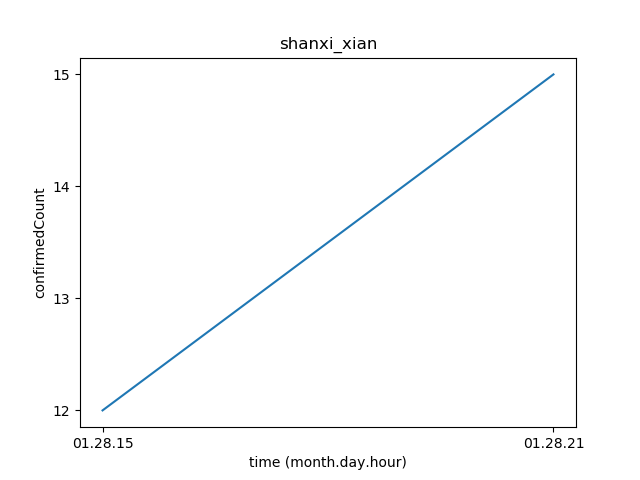 shanxi_xian
15
14
13
12
confirmedCount
01.28.15
01.28.21
time (month.day.hour)